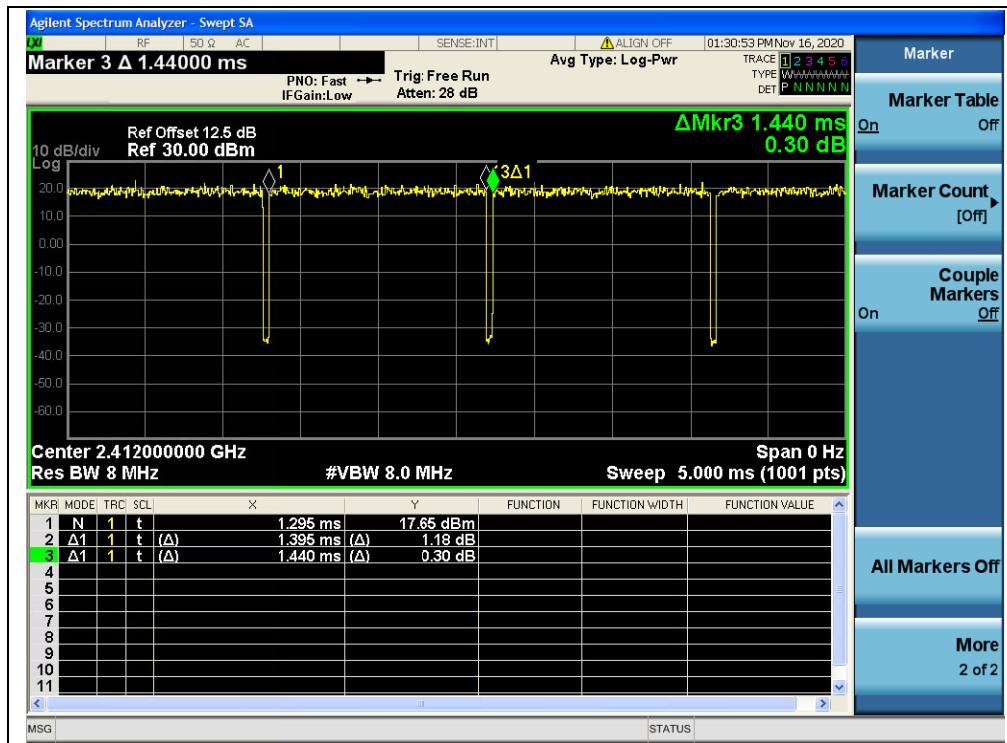 Agilent Spectrum Analyzer - Swept SA
LXI RF 50 Ω AC SENSE:INT ALIGN OFF 01:30:53 PM Nov 16, 2020
Marker 3 Δ 1.44000 ms
PNO: Fast
IFGain:Low
Trig: Free Run
Atten: 28 dB
Avg Type: Log-Pwr
TRACE 1 2 3 4 5 6
TYPE W
DET P N N N N N
ΔMkr3 1.440 ms
0.30 dB
Ref Offset 12.5 dB
10 dB/div Ref 30.00 dBm
Log
1
3Δ1
20.0
10.0
0.00
-10.0
-20.0
-30.0
-40.0
-50.0
-60.0
Center 2.412000000 GHz Span 0 Hz
Res BW 8 MHz #VBW 8.0 MHz Sweep 5.000 ms (1001 pts)
MKR MODE TRC SCL X Y FUNCTION FUNCTION WIDTH FUNCTION VALUE
1 N 1 t 1.295 ms 17.65 dBm
2 Δ1 1 t (Δ) 1.395 ms (Δ) 1.18 dB
3 Δ1 1 t (Δ) 1.440 ms (Δ) 0.30 dB
4
5
6
7
8
9
10
11
MSG STATUS
Marker
Marker Table
On Off
Marker Count
[Off]
Couple
Markers
On Off
All Markers Off
More
2 of 2